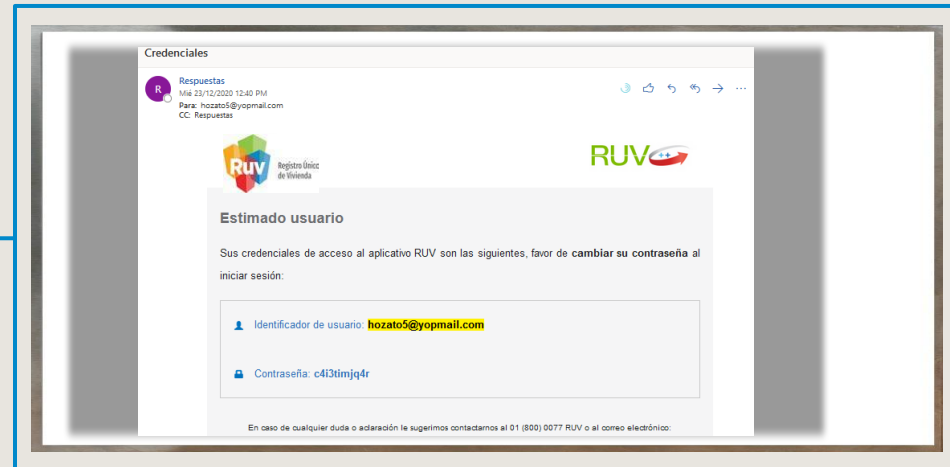 Credenciales
R
Respuestas
Mié 23/12/2020 12:40 PM
Para: hozato5@yopmail.com
CC: Respuestas
RUV
Registro Único
de Vivienda
RUV
Estimado usuario
Sus credenciales de acceso al aplicativo RUV son las siguientes, favor de cambiar su contraseña al
iniciar sesión:
Identificador de usuario: hozato5@yopmail.com
Contraseña: c4i3timjq4r
En caso de cualquier duda o aclaración le sugerimos contactarnos al 01 (800) 0077 RUV o al correo electrónico: